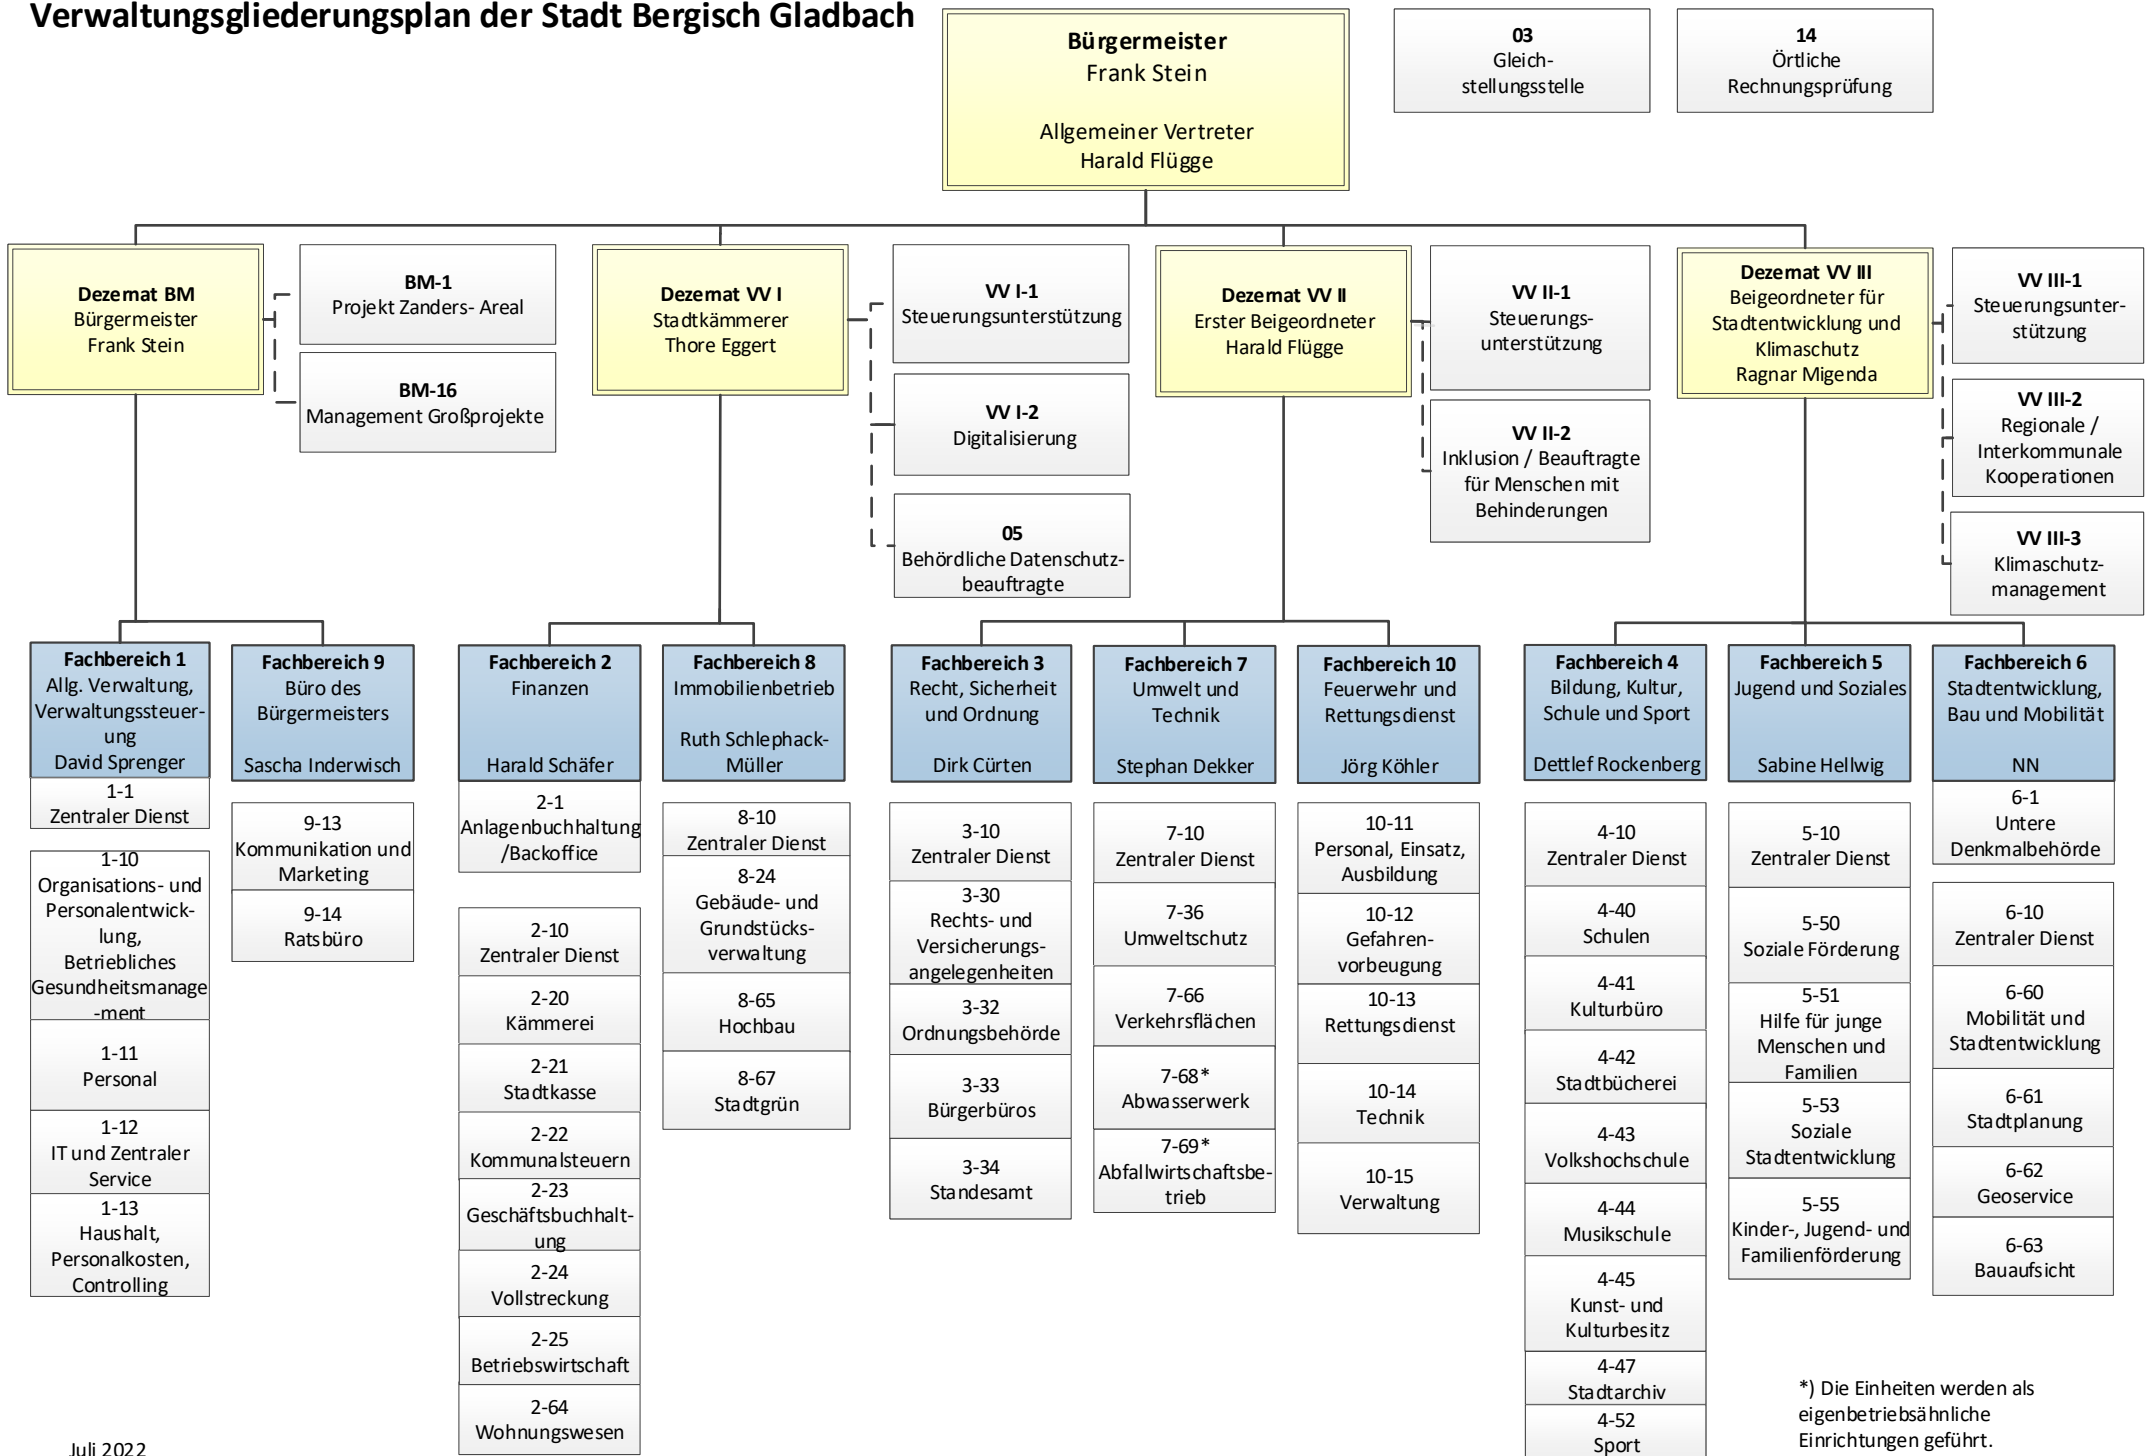 Verwaltungsgliederungsplan der Stadt Bergisch Gladbach
Bürgermeister
Frank Stein
Allgemeiner Vertreter
Harald Flügge
03
Gleich-
stellungsstelle
14
Örtliche
Rechnungsprüfung
Dezernat BM
Bürgermeister
Frank Stein
BM-1
Projekt Zanders- Areal
BM-16
Management Großprojekte
Dezernat VV I
Stadtkämmerer
Thore Eggert
VV I-1
Steuerungsunterstützung
VV I-2
Digitalisierung
05
Behördliche Datenschutz-
beauftragte
Dezernat VV II
Erster Beigeordneter
Harald Flügge
VV II-1
Steuerungs-
unterstützung
VV II-2
Inklusion / Beauftragte
für Menschen mit
Behinderungen
Dezernat VV III
Beigeordneter für
Stadtentwicklung und
Klimaschutz
Ragnar Migenda
VV III-1
Steuerungsunter-
stützung
VV III-2
Regionale /
Interkommunale
Kooperationen
VV III-3
Klimaschutz-
management
Fachbereich 1
Allg. Verwaltung,
Verwaltungssteuer-
ung
David Sprenger
1-1
Zentraler Dienst
1-10
Organisations- und
Personalentwick-
lung,
Betriebliches
Gesundheitsmanage
-ment
1-11
Personal
1-12
IT und Zentraler
Service
1-13
Haushalt,
Personalkosten,
Controlling
Fachbereich 9
Büro des
Bürgermeisters
Sascha Inderwisch
9-13
Kommunikation und
Marketing
9-14
Ratsbüro
Fachbereich 2
Finanzen
Harald Schäfer
2-1
Anlagenbuchhaltung
/Backoffice
2-10
Zentraler Dienst
2-20
Kämmerei
2-21
Stadtkasse
2-22
Kommunalsteuern
2-23
Geschäftsbuchhalt-
ung
2-24
Vollstreckung
2-25
Betriebswirtschaft
2-64
Wohnungswesen
Fachbereich 8
Immobilienbetrieb
Ruth Schlephack-
Müller
8-10
Zentraler Dienst
8-24
Gebäude- und
Grundstücks-
verwaltung
8-65
Hochbau
8-67
Stadtgrün
Fachbereich 3
Recht, Sicherheit
und Ordnung
Dirk Cürten
3-10
Zentraler Dienst
3-30
Rechts- und
Versicherungs-
angelegenheiten
3-32
Ordnungsbehörde
3-33
Bürgerbüros
3-34
Standesamt
Fachbereich 7
Umwelt und
Technik
Stephan Dekker
7-10
Zentraler Dienst
7-36
Umweltschutz
7-66
Verkehrsflächen
7-68*
Abwasserwerk
7-69*
Abfallwirtschaftsbe-
trieb
Fachbereich 10
Feuerwehr und
Rettungsdienst
Jörg Köhler
10-11
Personal, Einsatz,
Ausbildung
10-12
Gefahren-
vorbeugung
10-13
Rettungsdienst
10-14
Technik
10-15
Verwaltung
Fachbereich 4
Bildung, Kultur,
Schule und Sport
Dettlef Rockenberg
4-10
Zentraler Dienst
4-40
Schulen
4-41
Kulturbüro
4-42
Stadtbücherei
4-43
Volkshochschule
4-44
Musikschule
4-45
Kunst- und
Kulturbesitz
4-47
Stadtarchiv
4-52
Sport
Fachbereich 5
Jugend und Soziales
Sabine Hellwig
5-10
Zentraler Dienst
5-50
Soziale Förderung
5-51
Hilfe für junge
Menschen und
Familien
5-53
Soziale
Stadtentwicklung
5-55
Kinder-, Jugend- und
Familienförderung
Fachbereich 6
Stadtentwicklung,
Bau und Mobilität
NN
6-1
Untere
Denkmalbehörde
6-10
Zentraler Dienst
6-60
Mobilität und
Stadtentwicklung
6-61
Stadtplanung
6-62
Geoservice
6-63
Bauaufsicht
*) Die Einheiten werden als
eigenbetriebsähnliche
Einrichtungen geführt.
Juli 2022